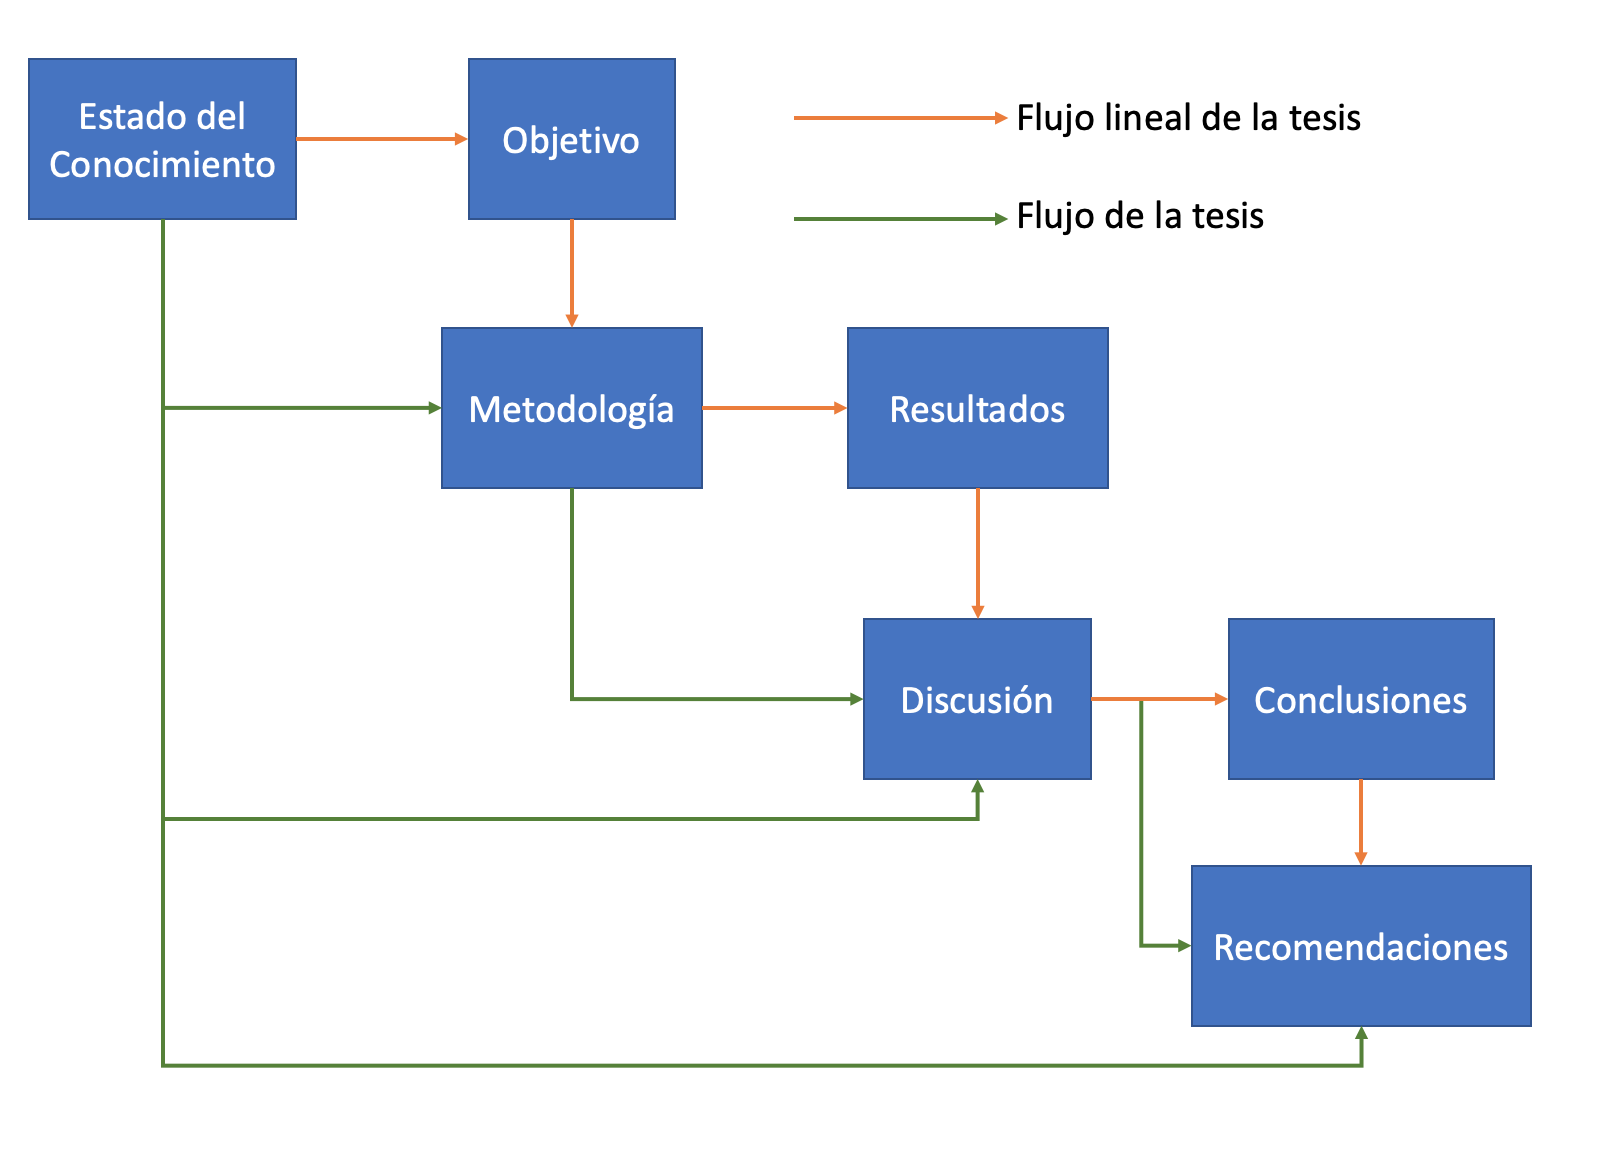 Estado del
Conocimiento
Objetivo
Flujo lineal de la tesis
Flujo de la tesis
Metodología
Resultados
Discusión
Conclusiones
Recomendaciones